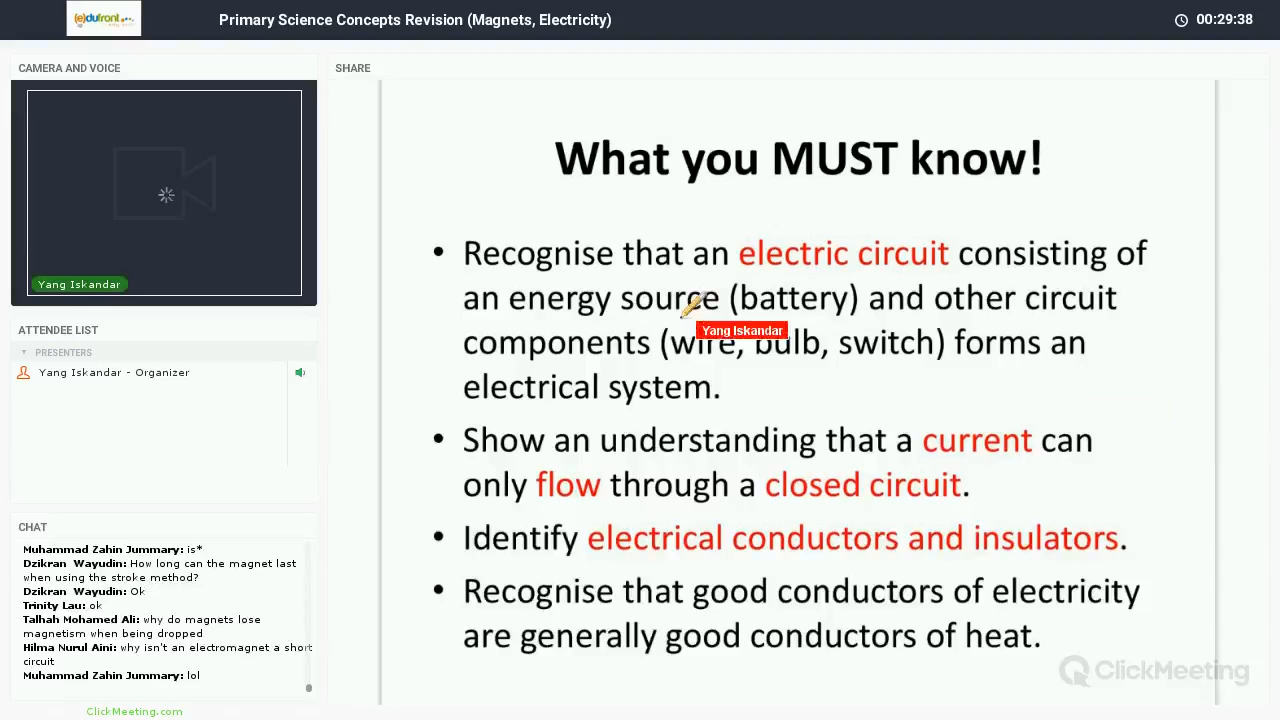 (e)dufront
Primary Science Concepts Revision (Magnets, Electricity)
00:29:38
CAMERA AND VOICE
SHARE
Yang Iskandar
ATTENDEE LIST
PRESENTERS
Yang Iskandar - Organizer
CHAT
Muhammad Zahin Jummary: is*
Dzikran Wayudin: How long can the magnet last
when using the stroke method?
Dzikran Wayudin: Ok
Trinity Lau: ok
Talhah Mohamed Ali: why do magnets lose
magnetism when being dropped
Hilma Nurul Aini: why isn't an electromagnet a short
circuit
Muhammad Zahin Jummary: lol
ClickMeeting.com
What you MUST know!
• Recognise that an electric circuit consisting of
an energy source (battery) and other circuit
Yang Iskandar
components (wire, bulb, switch) forms an
electrical system.
• Show an understanding that a current can
only flow through a closed circuit.
• Identify electrical conductors and insulators.
• Recognise that good conductors of electricity
are generally good conductors of heat.
ClickMeeting